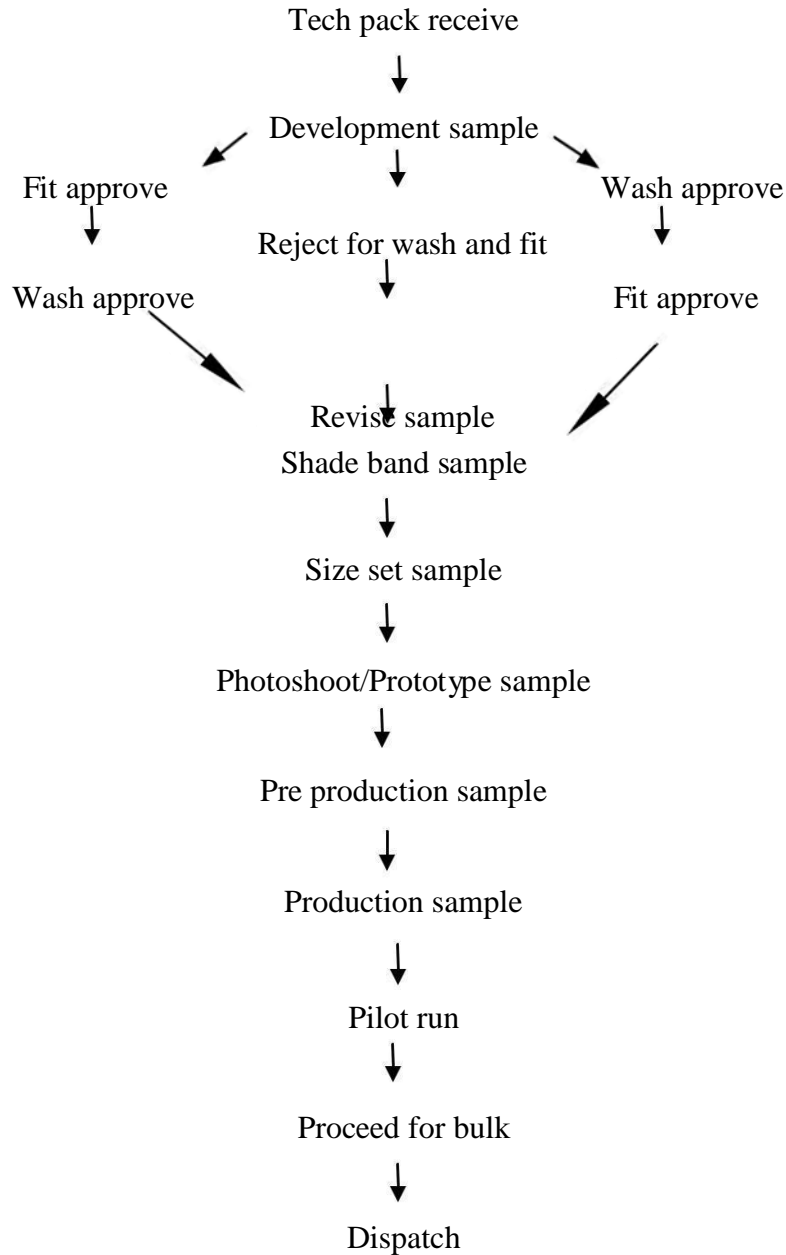 Tech pack receive
Development sample
Fit approve
Wash approve
Reject for wash and fit
Wash approve
Fit approve
Revise sample
Shade band sample
Size set sample
Photoshoot/Prototype sample
Pre production sample
Production sample
Pilot run
Proceed for bulk
Dispatch